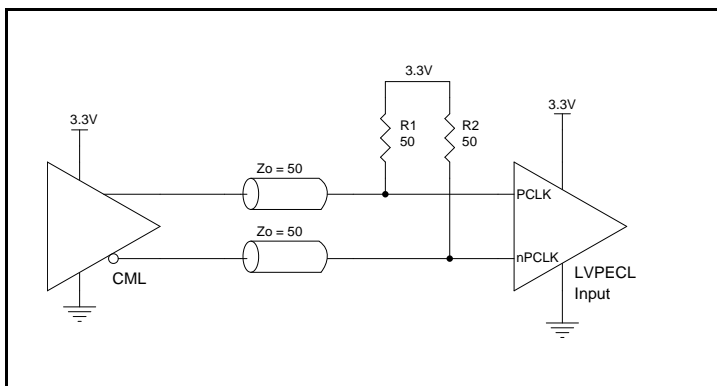 3.3V
3.3V
3.3V
R1
50
R2
50
Zo = 50
PCLK
Zo = 50
nPCLK
CML
LVPECL
Input